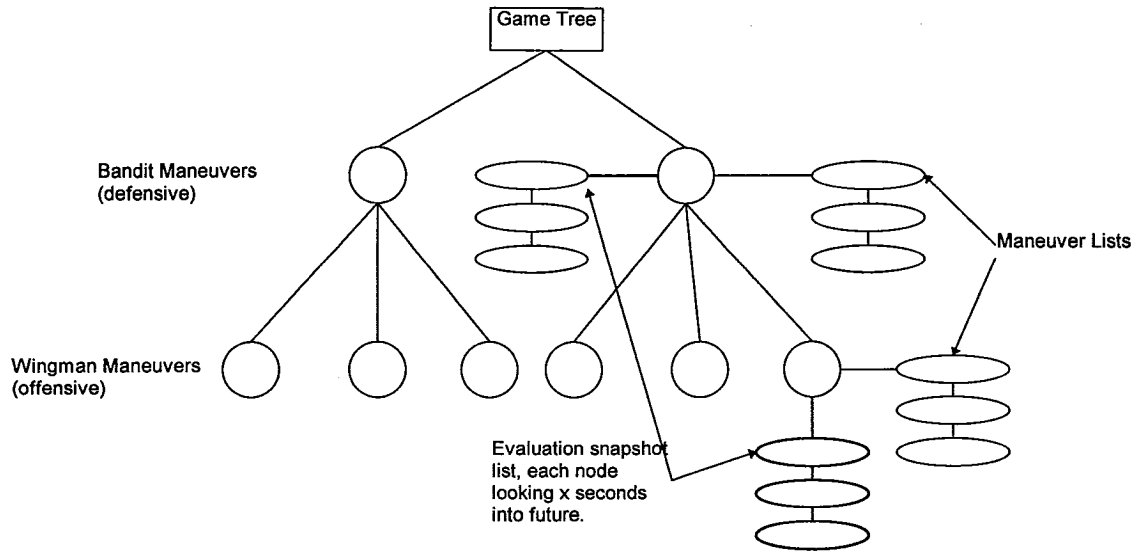 Game Tree
Bandit Maneuvers
(defensive)
Maneuver Lists
Wingman Maneuvers
(offensive)
Evaluation snapshot
list, each node
looking x seconds
into future.